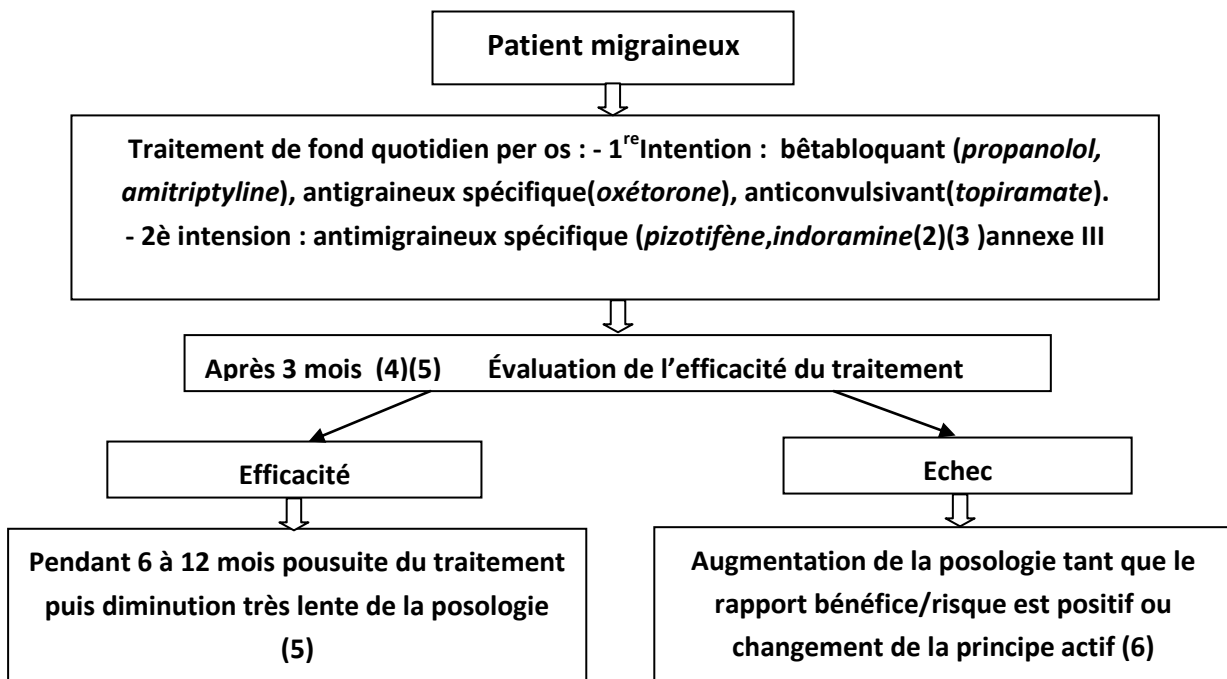 Patient migraineux
Traitement de fond quotidien per os : - 1reIntention : bêtabloquant (propanolol,
amitriptyline), antigraineux spécifique(oxétorone), anticonvulsivant(topiramate).
- 2è intension : antimigraineux spécifique (pizotifène,indoramine(2)(3 )annexe III
Après 3 mois (4)(5) Évaluation de l’efficacité du traitement
Efficacité
Echec
Pendant 6 à 12 mois pousuite du traitement
puis diminution très lente de la posologie
(5)
Augmentation de la posologie tant que le
rapport bénéfice/risque est positif ou
changement de la principe actif (6)